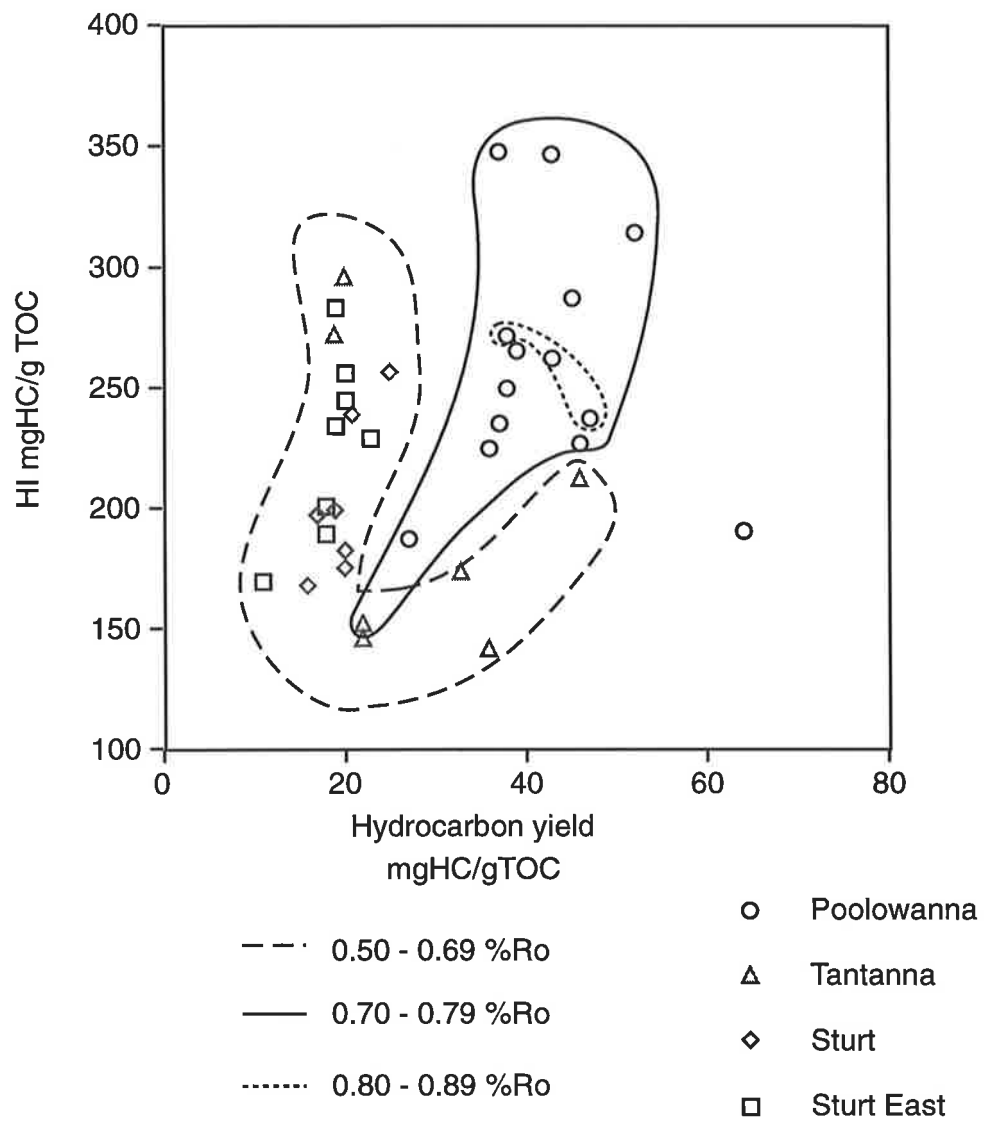 400
350
300
250
200
150
100
HI mgHC/g TOC
0 20 40 60 80
Hydrocarbon yield
mgHC/gTOC
0.50 - 0.69 %Ro
0.70 - 0.79 %Ro
0.80 - 0.89 %Ro
Poolowanna
Tantanna
Sturt
Sturt East